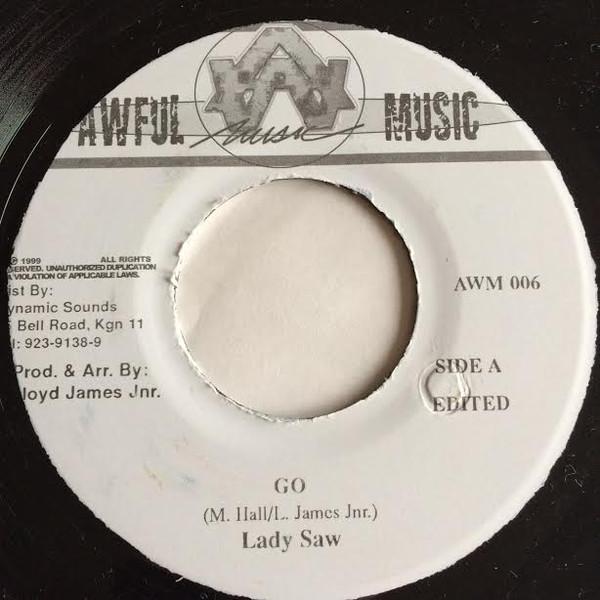 AWFUL MUSIC
music
℗ 1999 ALL RIGHTS
SERVED. UNAUTHORIZED DUPLICATION
A VIOLATION OF APPLICABLE LAWS.
ist By:
ynamic Sounds
Bell Road, Kgn 11
l: 923-9138-9
Prod. & Arr. By:
loyd James Jnr.
AWM 006
SIDE A
EDITED
GO
(M. Hall/L. James Jnr.)
Lady Saw